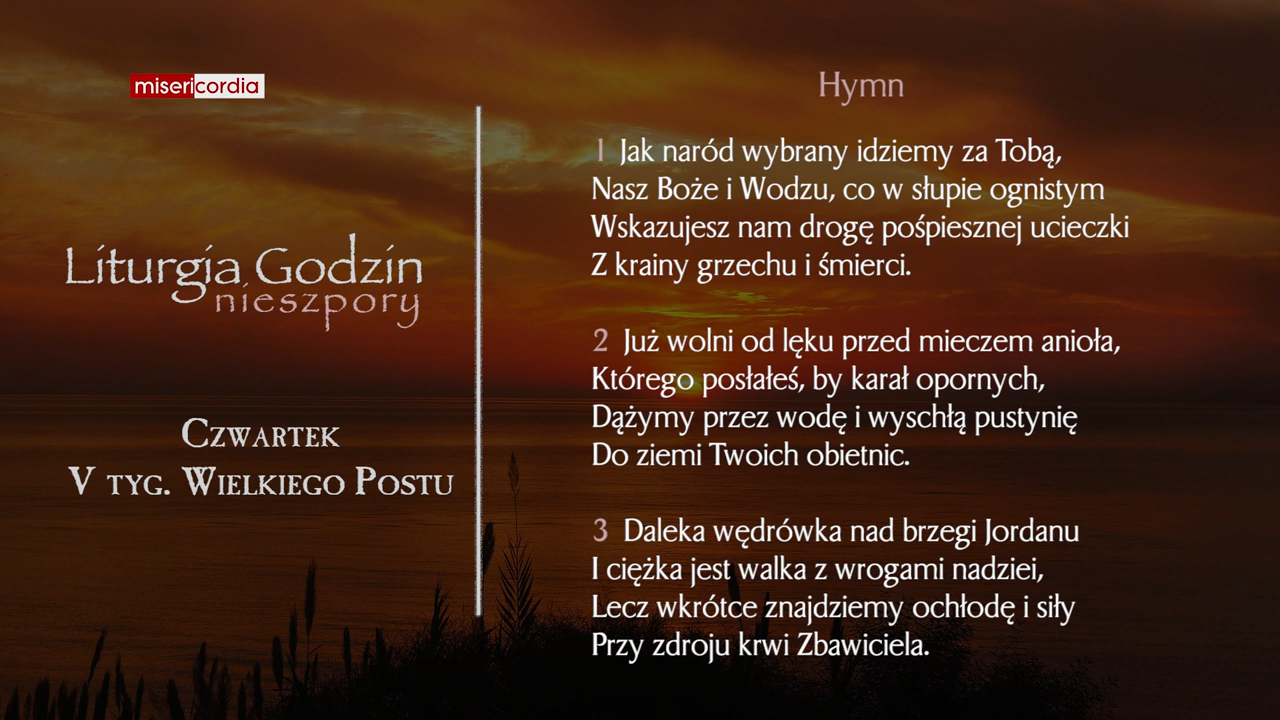 misericordia
Liturgia Godzin
nieszpory
Czwartek
V tyg. Wielkiego Postu
Hymn
1 Jak naród wybrany idziemy za Tobą,
Nasz Boże i Wodzu, co w słupie ognistym
Wskazujesz nam drogę pośpiesznej ucieczki
Z krainy grzechu i śmierci.
2 Już wolni od lęku przed mieczem anioła,
Którego posłałeś, by karał opornych,
Dążymy przez wodę i wyschłą pustynię
Do ziemi Twoich obietnic.
3 Daleka wędrówka nad brzegi Jordanu
I ciężka jest walka z wrogami nadziei,
Lecz wkrótce znajdziemy ochłodę i siły
Przy zdroju krwi Zbawiciela.